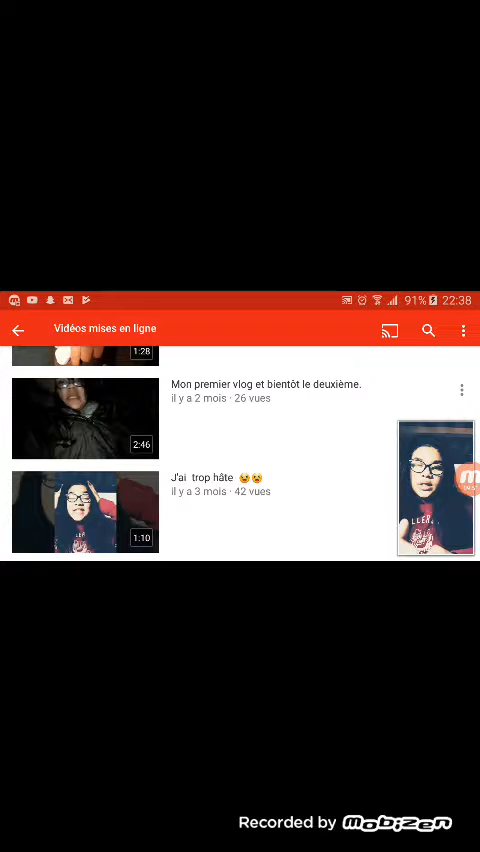 91% 22:38
Vidéos mises en ligne
1:28
Mon premier vlog et bientôt le deuxième.
il y a 2 mois · 26 vues
2:46
J'ai trop hâte 😉😫
il y a 3 mois · 42 vues
1:10
LLER
Recorded by Mobizen